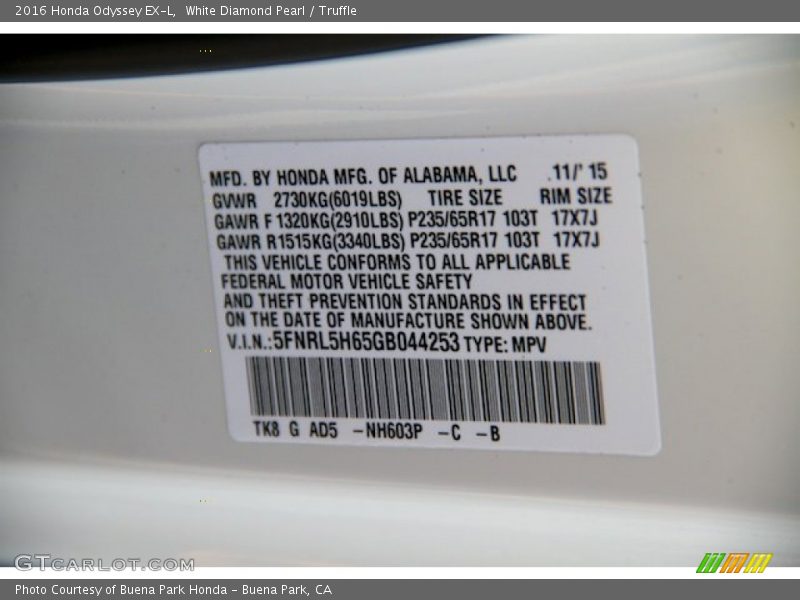 2016 Honda Odyssey EX-L, White Diamond Pearl / Truffle
MFD. BY HONDA MFG. OF ALABAMA, LLC 11/' 15
GVWR 2730KG(6019LBS) TIRE SIZE RIM SIZE
GAWR F 1320KG(2910LBS) P235/65R17 103T 17X7J
GAWR R1515KG(3340LBS) P235/65R17 103T 17X7J
THIS VEHICLE CONFORMS TO ALL APPLICABLE
FEDERAL MOTOR VEHICLE SAFETY
AND THEFT PREVENTION STANDARDS IN EFFECT
ON THE DATE OF MANUFACTURE SHOWN ABOVE.
V.I.N.:5FNRL5H65GB044253 TYPE: MPV
TK8 G AD5 -NH603P -C -B
GTCARLOT.COM
Photo Courtesy of Buena Park Honda - Buena Park, CA